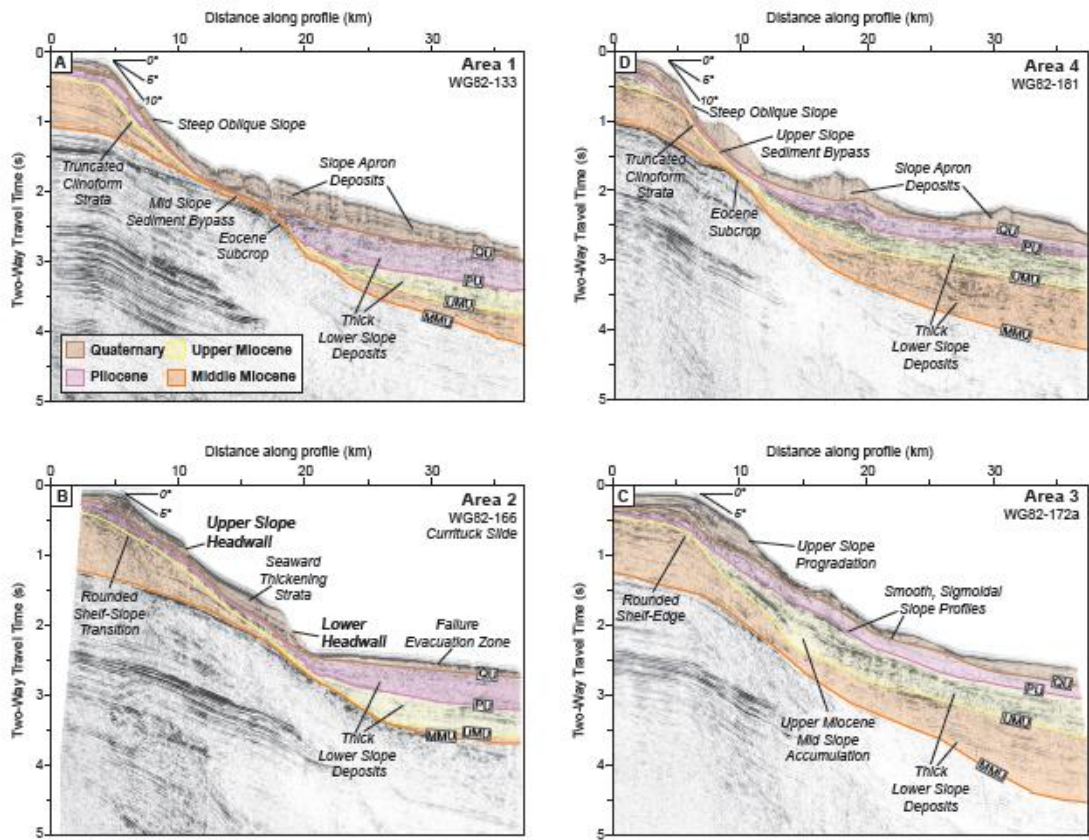 Distance along profile (km)
0 10 20 30
A
Area 1
WG82-133
0°
5°
10°
Two-Way Travel Time (s)
0
1
2
3
4
5
Steep Oblique Slope
Truncated
Clinoform
Strata
Mid Slope
Sediment Bypass
Eocene
Subcrop
Slope Apron
Deposits
QU
PU
UMU
MMU
Thick
Lower Slope
Deposits
Quaternary Upper Miocene
Pliocene Middle Miocene
Distance along profile (km)
0 10 20 30
D
Area 4
WG82-181
0°
5°
10°
Two-Way Travel Time (s)
0
1
2
3
4
5
Steep Oblique Slope
Upper Slope
Sediment Bypass
Truncated
Clinoform
Strata
Eocene
Subcrop
Slope Apron
Deposits
QU
PU
UMU
MMU
Thick
Lower Slope
Deposits
Distance along profile (km)
0 10 20 30
B
Area 2
WG82-166
Currituck Slide
0°
5°
Two-Way Travel Time (s)
0
1
2
3
4
5
Upper Slope
Headwall
Seaward
Thickening
Strata
Rounded
Shelf-Slope
Transition
Lower
Headwall
Failure
Evacuation Zone
QU
PU
MMU UMU
Thick
Lower Slope
Deposits
Distance along profile (km)
0 10 20 30
C
Area 3
WG82-172a
0°
5°
Two-Way Travel Time (s)
0
1
2
3
4
5
Upper Slope
Progradation
Rounded
Shelf-Edge
Smooth, Sigmoidal
Slope Profiles
QU
PU
UMU
MMU
Upper Miocene
Mid Slope
Accumulation
Thick
Lower Slope
Deposits